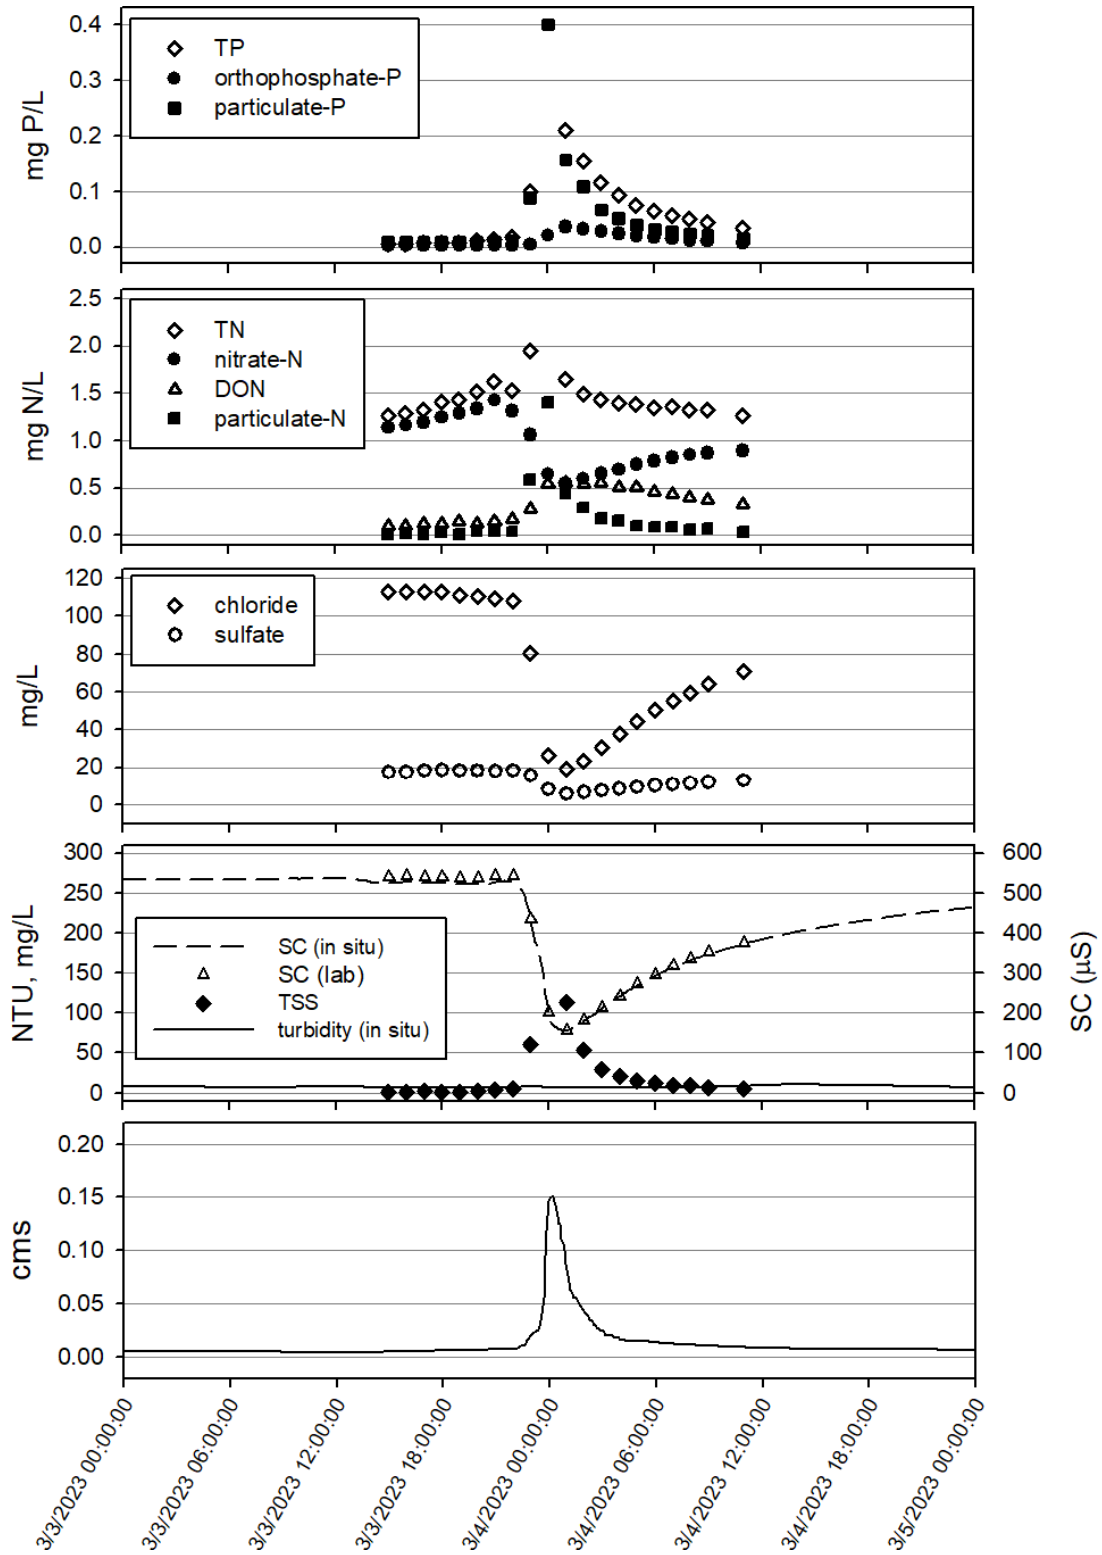 0.4
0.3
0.2
0.1
0.0
mg P/L
TP
orthophosphate-P
particulate-P
2.5
2.0
1.5
1.0
0.5
0.0
mg N/L
TN
nitrate-N
DON
particulate-N
120
100
80
60
40
20
0
mg/L
chloride
sulfate
300
250
200
150
100
50
0
NTU, mg/L
SC (in situ)
SC (lab)
TSS
turbidity (in situ)
600
500
400
300
200
100
0
SC (µS)
0.20
0.15
0.10
0.05
0.00
cms
3/3/2023 00:00:00
3/3/2023 06:00:00
3/3/2023 12:00:00
3/3/2023 18:00:00
3/4/2023 00:00:00
3/4/2023 06:00:00
3/4/2023 12:00:00
3/4/2023 18:00:00
3/5/2023 00:00:00